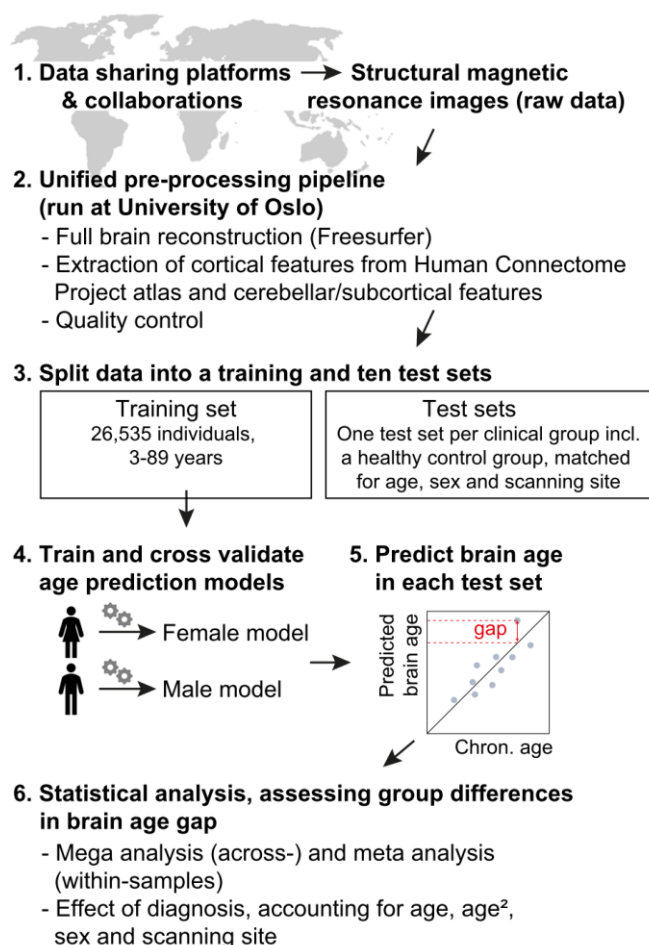 1. Data sharing platforms → Structural magnetic
& collaborations resonance images (raw data)
2. Unified pre-processing pipeline
(run at University of Oslo)
- Full brain reconstruction (Freesurfer)
- Extraction of cortical features from Human Connectome
Project atlas and cerebellar/subcortical features
- Quality control
3. Split data into a training and ten test sets
Training set
26,535 individuals,
3-89 years
Test sets
One test set per clinical group incl.
a healthy control group, matched
for age, sex and scanning site
4. Train and cross validate
age prediction models
Female model
Male model
5. Predict brain age
in each test set
Predicted
brain age
gap
Chron. age
6. Statistical analysis, assessing group differences
in brain age gap
- Mega analysis (across-) and meta analysis
(within-samples)
- Effect of diagnosis, accounting for age, age²,
sex and scanning site